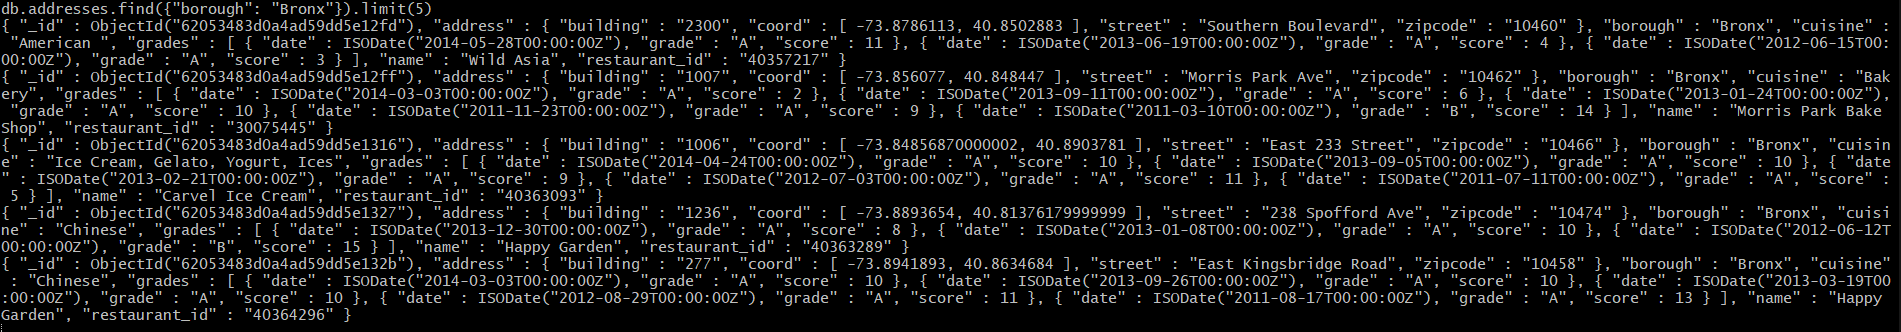 db.addresses.find({"borough": "Bronx"}).limit(5)
{ "_id" : ObjectId("62053483d0a4ad59dd5e12fd"), "address" : { "building" : "2300", "coord" : [ -73.8786113, 40.8502883 ], "street" : "Southern Boulevard", "zipcode" : "10460" }, "borough" : "Bronx", "cuisine" :
"American ", "grades" : [ { "date" : ISODate("2014-05-28T00:00:00Z"), "grade" : "A", "score" : 11 }, { "date" : ISODate("2013-06-19T00:00:00Z"), "grade" : "A", "score" : 4 }, { "date" : ISODate("2012-06-15T00:
00:00Z"), "grade" : "A", "score" : 3 } ], "name" : "Wild Asia", "restaurant_id" : "40357217" }
{ "_id" : ObjectId("62053483d0a4ad59dd5e12ff"), "address" : { "building" : "1007", "coord" : [ -73.856077, 40.848447 ], "street" : "Morris Park Ave", "zipcode" : "10462" }, "borough" : "Bronx", "cuisine" : "Bak
ery", "grades" : [ { "date" : ISODate("2014-03-03T00:00:00Z"), "grade" : "A", "score" : 2 }, { "date" : ISODate("2013-09-11T00:00:00Z"), "grade" : "A", "score" : 6 }, { "date" : ISODate("2013-01-24T00:00:00Z"),
"grade" : "A", "score" : 10 }, { "date" : ISODate("2011-11-23T00:00:00Z"), "grade" : "A", "score" : 9 }, { "date" : ISODate("2011-03-10T00:00:00Z"), "grade" : "B", "score" : 14 } ], "name" : "Morris Park Bake
Shop", "restaurant_id" : "30075445" }
{ "_id" : ObjectId("62053483d0a4ad59dd5e1316"), "address" : { "building" : "1006", "coord" : [ -73.84856870000002, 40.8903781 ], "street" : "East 233 Street", "zipcode" : "10466" }, "borough" : "Bronx", "cuisin
e" : "Ice Cream, Gelato, Yogurt, Ices", "grades" : [ { "date" : ISODate("2014-04-24T00:00:00Z"), "grade" : "A", "score" : 10 }, { "date" : ISODate("2013-09-05T00:00:00Z"), "grade" : "A", "score" : 10 }, { "date"
: ISODate("2013-02-21T00:00:00Z"), "grade" : "A", "score" : 9 }, { "date" : ISODate("2012-07-03T00:00:00Z"), "grade" : "A", "score" : 11 }, { "date" : ISODate("2011-07-11T00:00:00Z"), "grade" : "A", "score" :
5 } ], "name" : "Carvel Ice Cream", "restaurant_id" : "40363093" }
{ "_id" : ObjectId("62053483d0a4ad59dd5e1327"), "address" : { "building" : "1236", "coord" : [ -73.8893654, 40.81376179999999 ], "street" : "238 Spofford Ave", "zipcode" : "10474" }, "borough" : "Bronx", "cuisi
ne" : "Chinese", "grades" : [ { "date" : ISODate("2013-12-30T00:00:00Z"), "grade" : "A", "score" : 8 }, { "date" : ISODate("2013-01-08T00:00:00Z"), "grade" : "A", "score" : 10 }, { "date" : ISODate("2012-06-12T
00:00:00Z"), "grade" : "B", "score" : 15 } ], "name" : "Happy Garden", "restaurant_id" : "40363289" }
{ "_id" : ObjectId("62053483d0a4ad59dd5e132b"), "address" : { "building" : "277", "coord" : [ -73.8941893, 40.8634684 ], "street" : "East Kingsbridge Road", "zipcode" : "10458" }, "borough" : "Bronx", "cuisine"
: "Chinese", "grades" : [ { "date" : ISODate("2014-03-03T00:00:00Z"), "grade" : "A", "score" : 10 }, { "date" : ISODate("2013-09-26T00:00:00Z"), "grade" : "A", "score" : 10 }, { "date" : ISODate("2013-03-19T00
:00:00Z"), "grade" : "A", "score" : 10 }, { "date" : ISODate("2012-08-29T00:00:00Z"), "grade" : "A", "score" : 11 }, { "date" : ISODate("2011-08-17T00:00:00Z"), "grade" : "A", "score" : 13 } ], "name" : "Happy
Garden", "restaurant_id" : "40364296" }